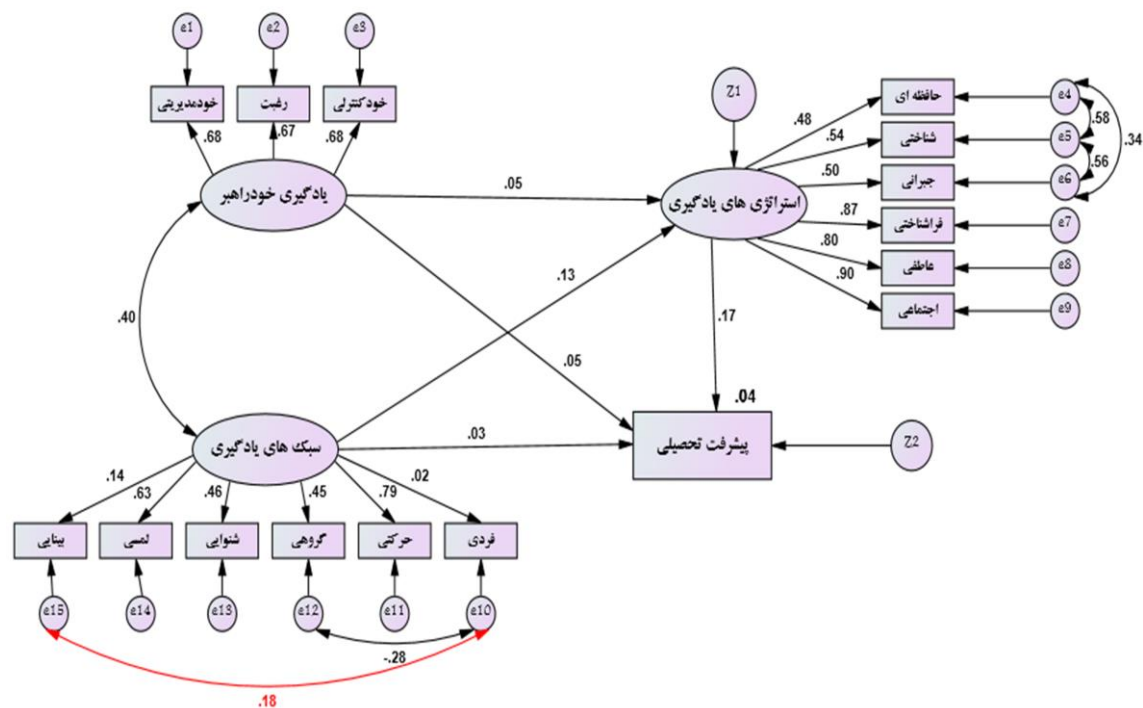 e1
e2
e3
خودمدیریتی
رغبت
خودکنترلی
.68
.67
.68
یادگیری خودراهبر
Z1
استراتژی های یادگیری
.48
.54
.50
.87
.80
.90
حافظه ای
شناختی
جبرانی
فراشناختی
عاطفی
اجتماعی
e4
e5
e6
e7
e8
e9
.58
.56
.34
.05
.13
.40
.05
.17
.04
.03
پیشرفت تحصیلی
Z2
سبک های یادگیری
.14
.63
.46
.45
.79
.02
بینایی
لمسی
شنوایی
گروهی
حرکتی
فردی
e15
e14
e13
e12
e11
e10
-.28
.18